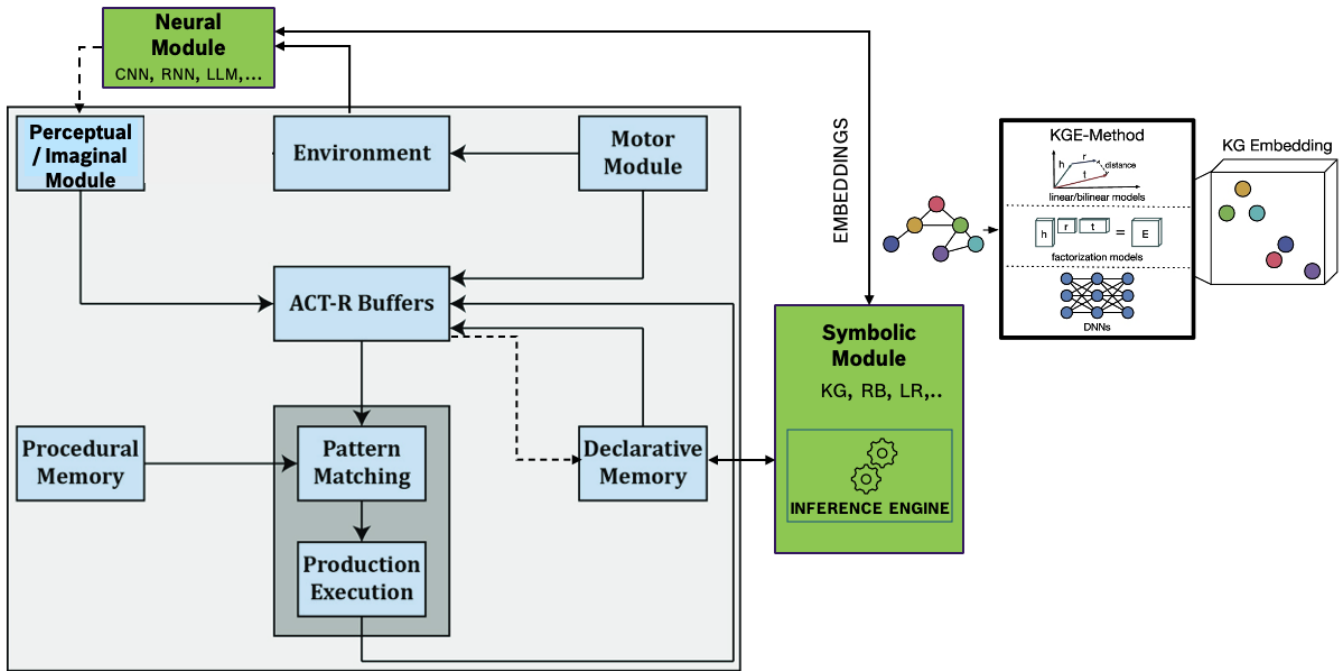 Neural
Module
CNN, RNN, LLM,...
Perceptual
/ Imaginal
Module
Environment
Motor
Module
ACT-R Buffers
Procedural
Memory
Pattern
Matching
Production
Execution
Declarative
Memory
EMBEDDINGS
Symbolic
Module
KG, RB, LR,..
INFERENCE ENGINE
KGE-Method
h
r
t
distance
linear/bilinear models
h
r
t
=
E
factorization models
DNNs
KG Embedding